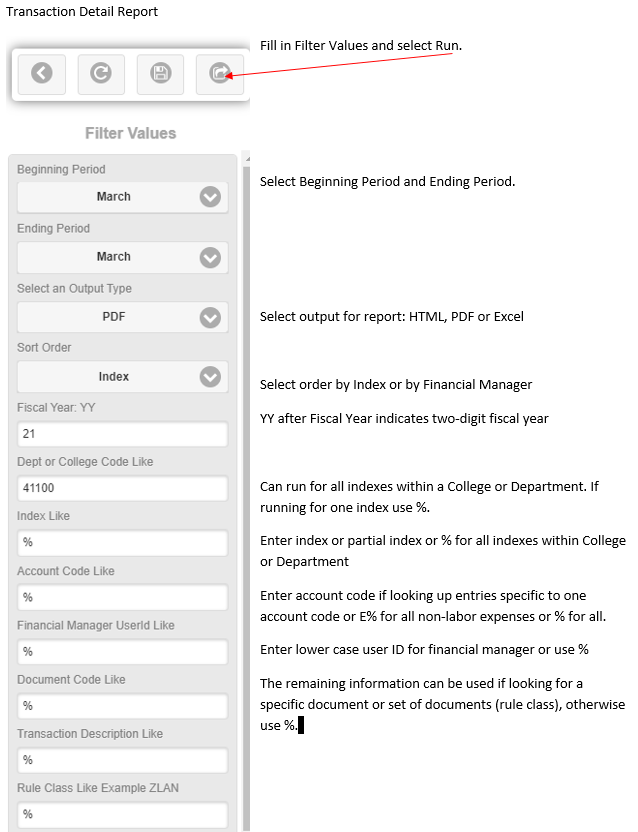 Transaction Detail Report
Fill in Filter Values and select Run.
Filter Values
Beginning Period
March
Select Beginning Period and Ending Period.
Ending Period
March
Select an Output Type
PDF
Select output for report: HTML, PDF or Excel
Sort Order
Index
Select order by Index or by Financial Manager
Fiscal Year: YY
21
YY after Fiscal Year indicates two-digit fiscal year
Dept or College Code Like
41100
Can run for all indexes within a College or Department. If
running for one index use %.
Index Like
%
Enter index or partial index or % for all indexes within College
or Department
Account Code Like
%
Enter account code if looking up entries specific to one
account code or E% for all non-labor expenses or % for all.
Financial Manager UserId Like
%
Enter lower case user ID for financial manager or use %
Document Code Like
%
The remaining information can be used if looking for a
specific document or set of documents (rule class), otherwise
use %.
Transaction Description Like
%
Rule Class Like Example ZLAN
%